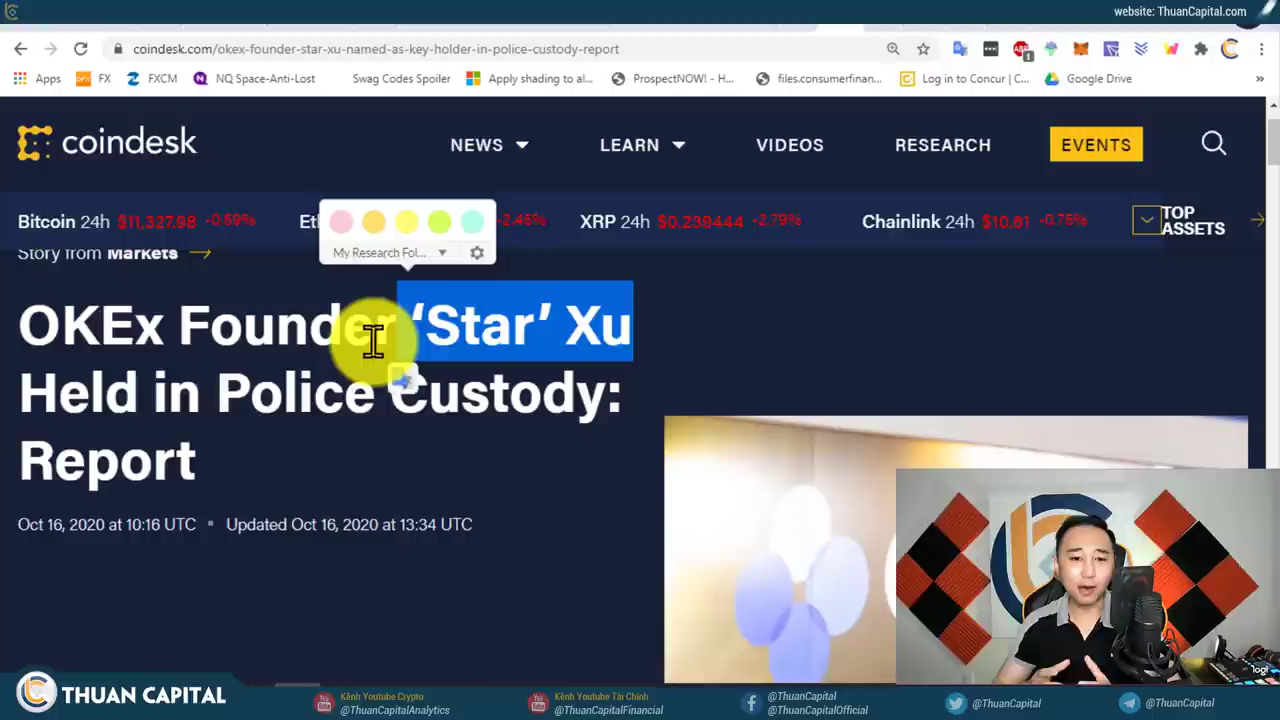 website: ThuanCapital.com
coindesk.com/okex-founder-star-xu-named-as-key-holder-in-police-custody-report
Apps FX FXCM NQ Space-Anti-Lost Swag Codes Spoiler Apply shading to al... ProspectNOW! - H... files.consumerfinan... Log in to Concur | C... Google Drive »
coindesk NEWS LEARN VIDEOS RESEARCH EVENTS
Bitcoin 24h $11,327.98 -0.59% Et -2.45% XRP 24h $0.239444 -2.79% Chainlink 24h $10.61 -0.75% TOP ASSETS
My Research Fol...
Story from Markets
OKEx Founder ‘Star’ Xu
Held in Police Custody:
Report
Oct 16, 2020 at 10:16 UTC ▪ Updated Oct 16, 2020 at 13:34 UTC
THUAN CAPITAL
Kênh Youtube Crypto
@ThuanCapitalAnalytics
Kênh Youtube Tài Chính
@ThuanCapitalFinancial
@ThuanCapital
@ThuanCapitalOfficial
@ThuanCapital
@ThuanCapital